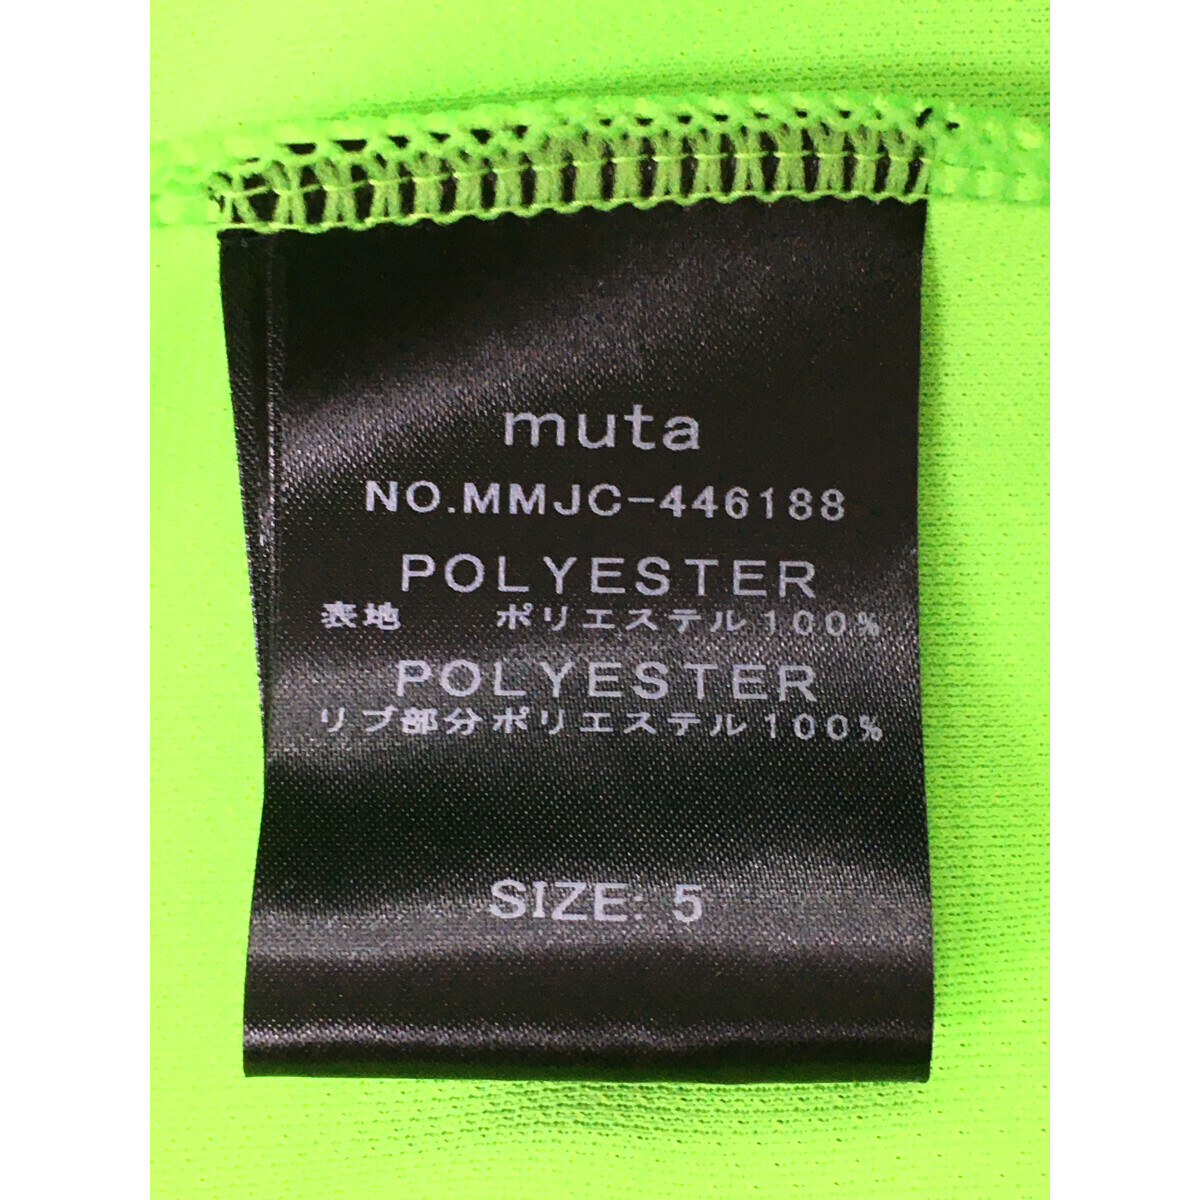 muta
NO.MMJC-446188
POLYESTER
表地 ポリエステル100%
POLYESTER
リブ部分ポリエステル100%
SIZE: 5